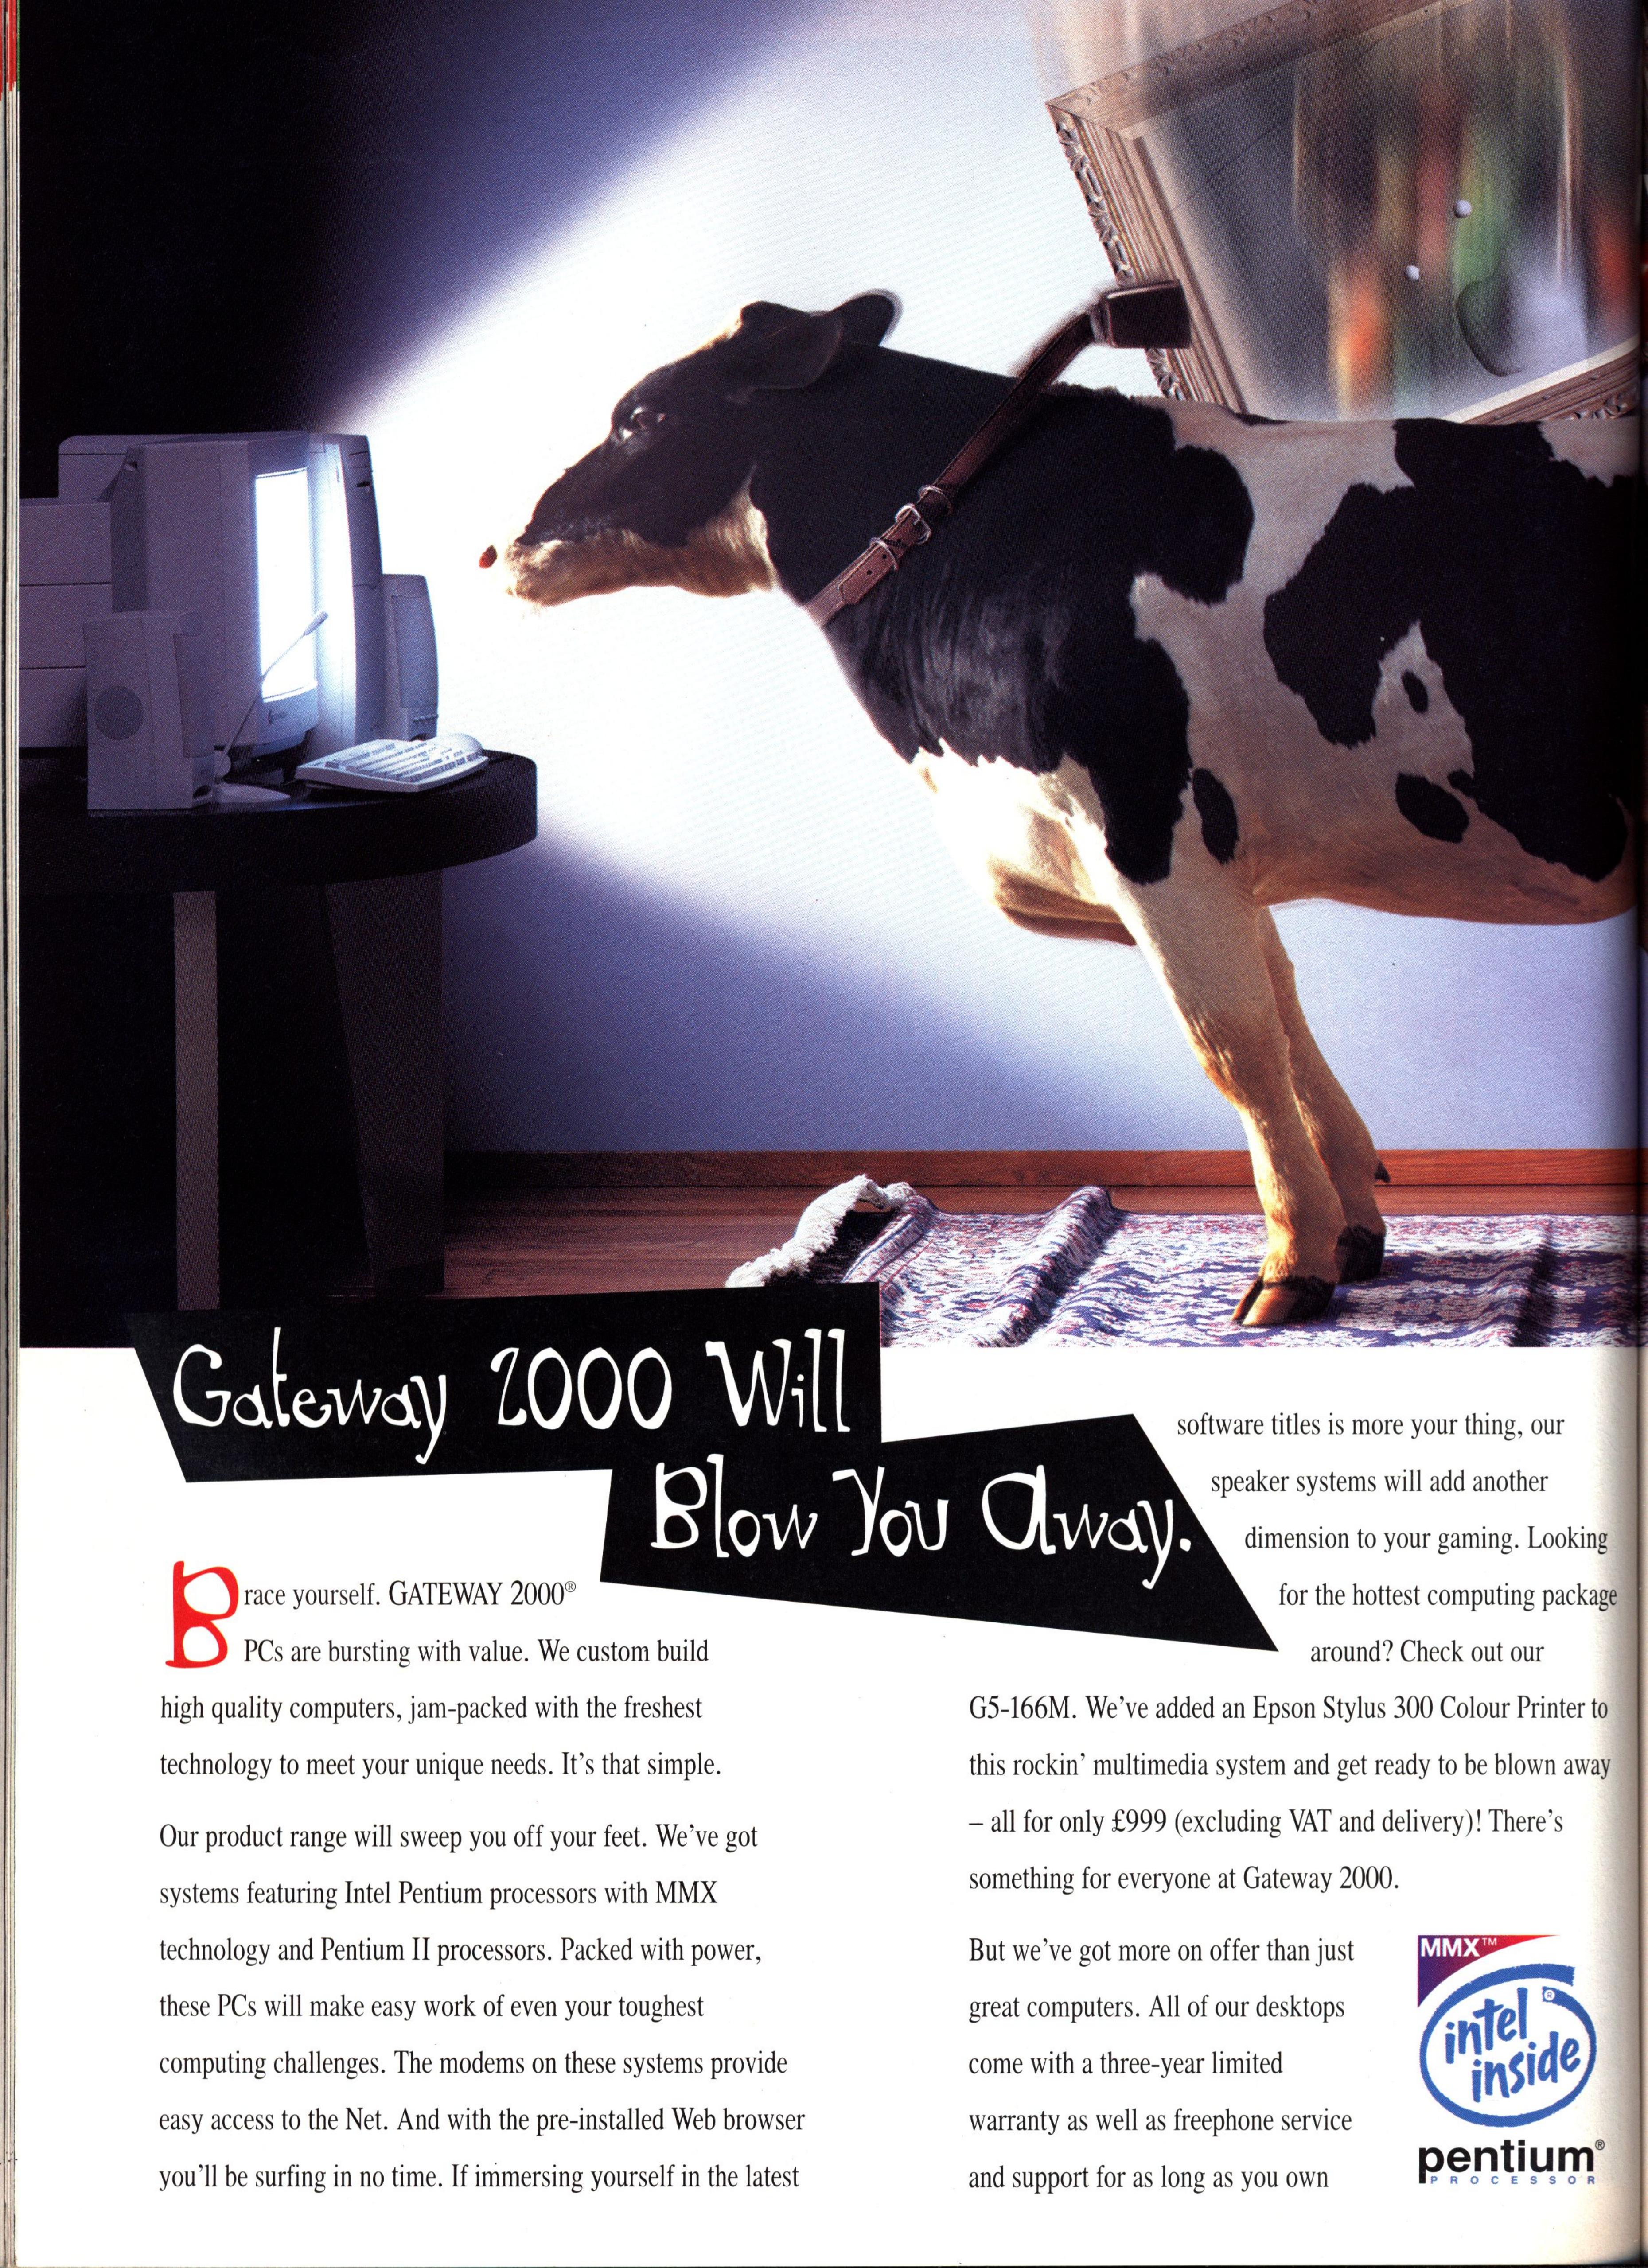 Gateway 2000 Will
Blow You Away.
Brace yourself. GATEWAY 2000®
PCs are bursting with value. We custom build
high quality computers, jam-packed with the freshest
technology to meet your unique needs. It's that simple.
Our product range will sweep you off your feet. We've got
systems featuring Intel Pentium processors with MMX
technology and Pentium II processors. Packed with power,
these PCs will make easy work of even your toughest
computing challenges. The modems on these systems provide
easy access to the Net. And with the pre-installed Web browser
you'll be surfing in no time. If immersing yourself in the latest
software titles is more your thing, our
speaker systems will add another
dimension to your gaming. Looking
for the hottest computing package
around? Check out our
G5-166M. We've added an Epson Stylus 300 Colour Printer to
this rockin' multimedia system and get ready to be blown away
– all for only £999 (excluding VAT and delivery)! There's
something for everyone at Gateway 2000.
But we've got more on offer than just
great computers. All of our desktops
come with a three-year limited
warranty as well as freephone service
and support for as long as you own
MMX™
intel®
inside
pentium®
PROCESSOR